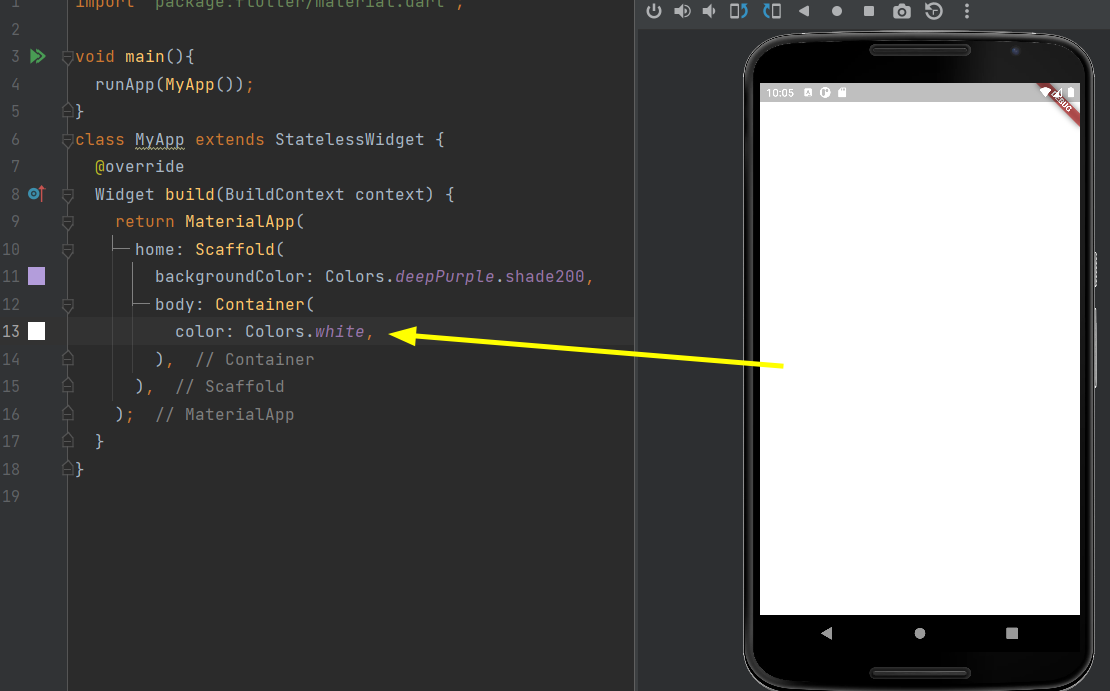 1 import 'package:flutter/material.dart';
2
3 void main(){
4 runApp(MyApp());
5 }
6 class MyApp extends StatelessWidget {
7 @override
8 Widget build(BuildContext context) {
9 return MaterialApp(
10 home: Scaffold(
11 backgroundColor: Colors.deepPurple.shade200,
12 body: Container(
13 color: Colors.white,
14 ), // Container
15 ), // Scaffold
16 ); // MaterialApp
17 }
18 }
19
10:05